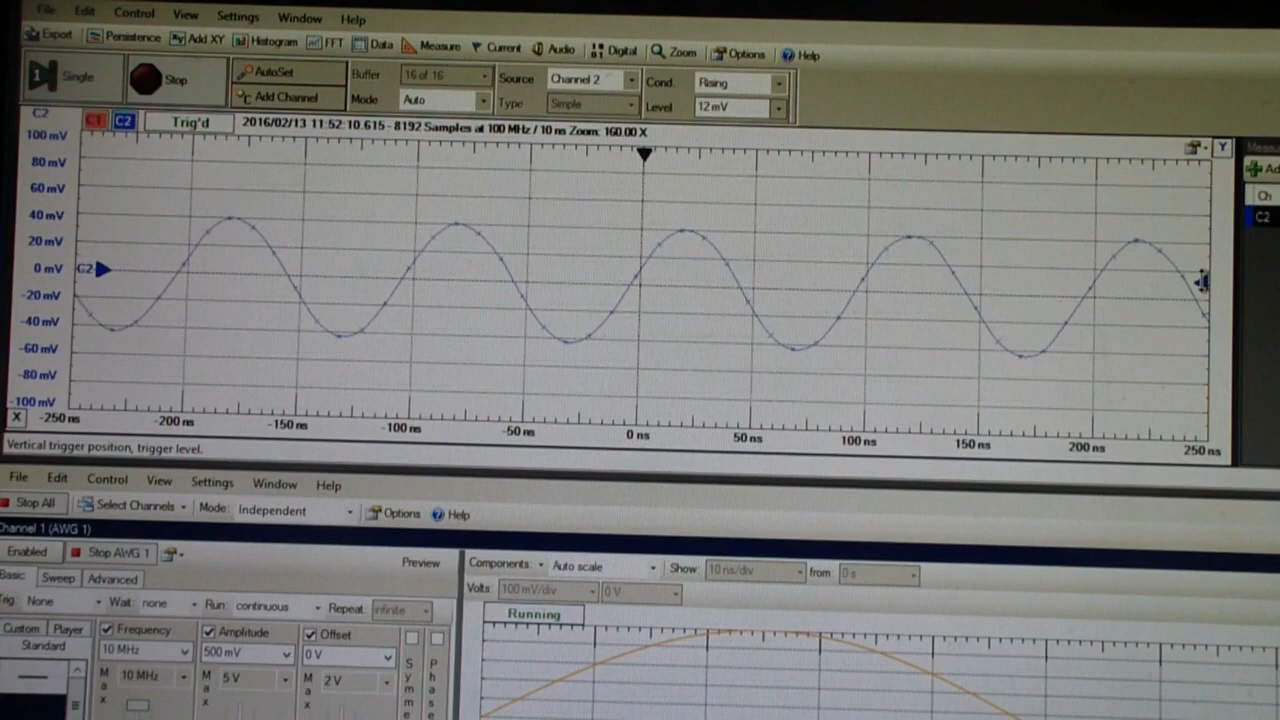 File Edit Control View Settings Window Help
Export Persistence Add XY Histogram FFT Data Measure Current Audio Digital Zoom Options Help
1 Single Stop AutoSet Buffer 16 of 16 Source Channel 2 Cond. Rising
Add Channel Mode Auto Type Simple Level 12 mV
C2 C1 C2 Trig'd 2016/02/13 11:52:10.615 - 8192 Samples at 100 MHz / 10 ns Zoom: 160.00 X
Y
100 mV
80 mV
60 mV
40 mV
20 mV
0 mV C2
-20 mV
-40 mV
-60 mV
-80 mV
-100 mV
Ch
C2
X -250 ns -200 ns -150 ns -100 ns -50 ns 0 ns 50 ns 100 ns 150 ns 200 ns 250 ns
Vertical trigger position, trigger level.
File Edit Control View Settings Window Help
Stop All Select Channels Mode: Independent Options Help
Channel 1 (AWG 1)
Enabled Stop AWG 1 Preview Components: Auto scale Show: 10 ns/div from 0 s
Basic Sweep Advanced Volts: 100 mV/div 0 V
Trig: None Wait: none Run: continuous Repeat: infinite Running
Custom Player Frequency Amplitude Offset
Standard 10 MHz 500 mV 0 V
Max 10 MHz Max 5 V Max 2 V Symme Phase